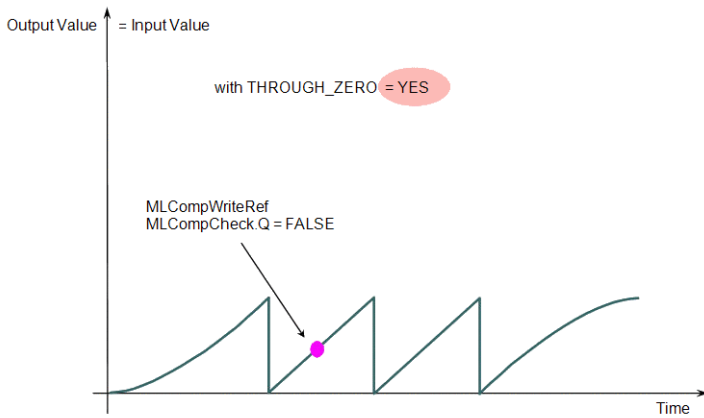 Output Value = Input Value
with THROUGH_ZERO = YES
MLCompWriteRef
MLCompCheck.Q = FALSE
Time